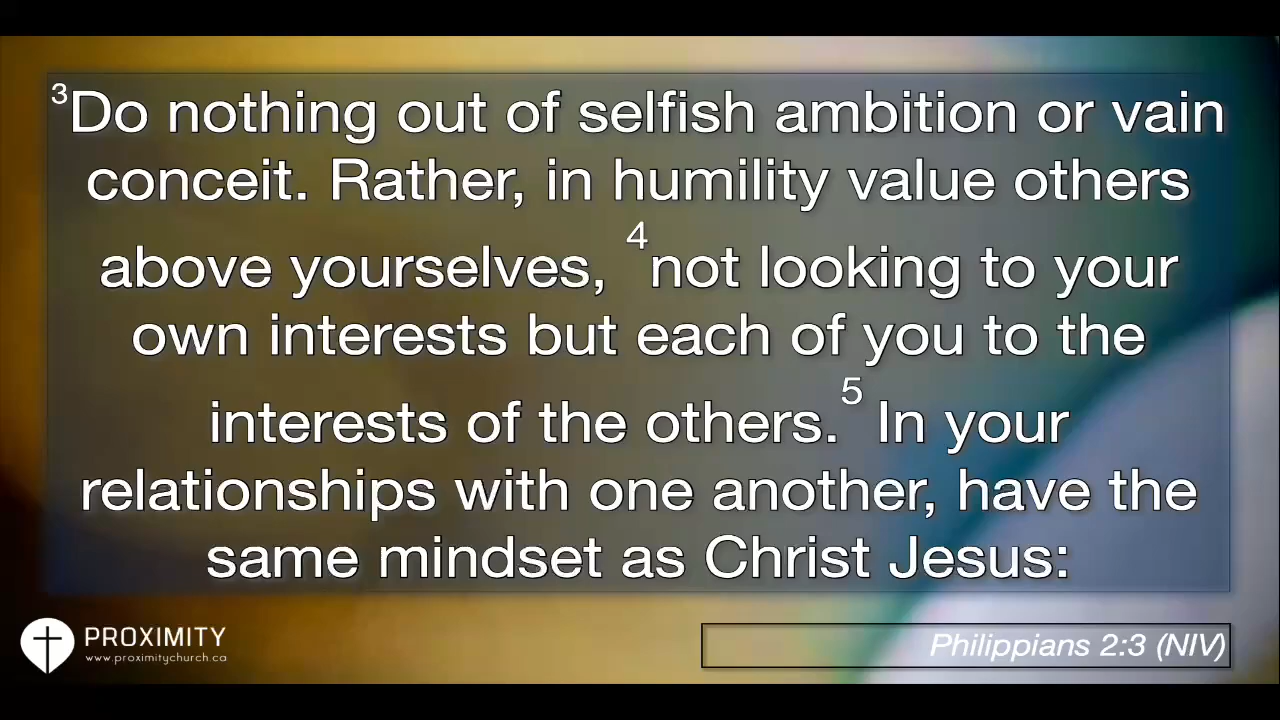 ³Do nothing out of selfish ambition or vain
conceit. Rather, in humility value others
above yourselves, ⁴not looking to your
own interests but each of you to the
interests of the others.⁵ In your
relationships with one another, have the
same mindset as Christ Jesus:
PROXIMITY
www.proximitychurch.ca
Philippians 2:3 (NIV)